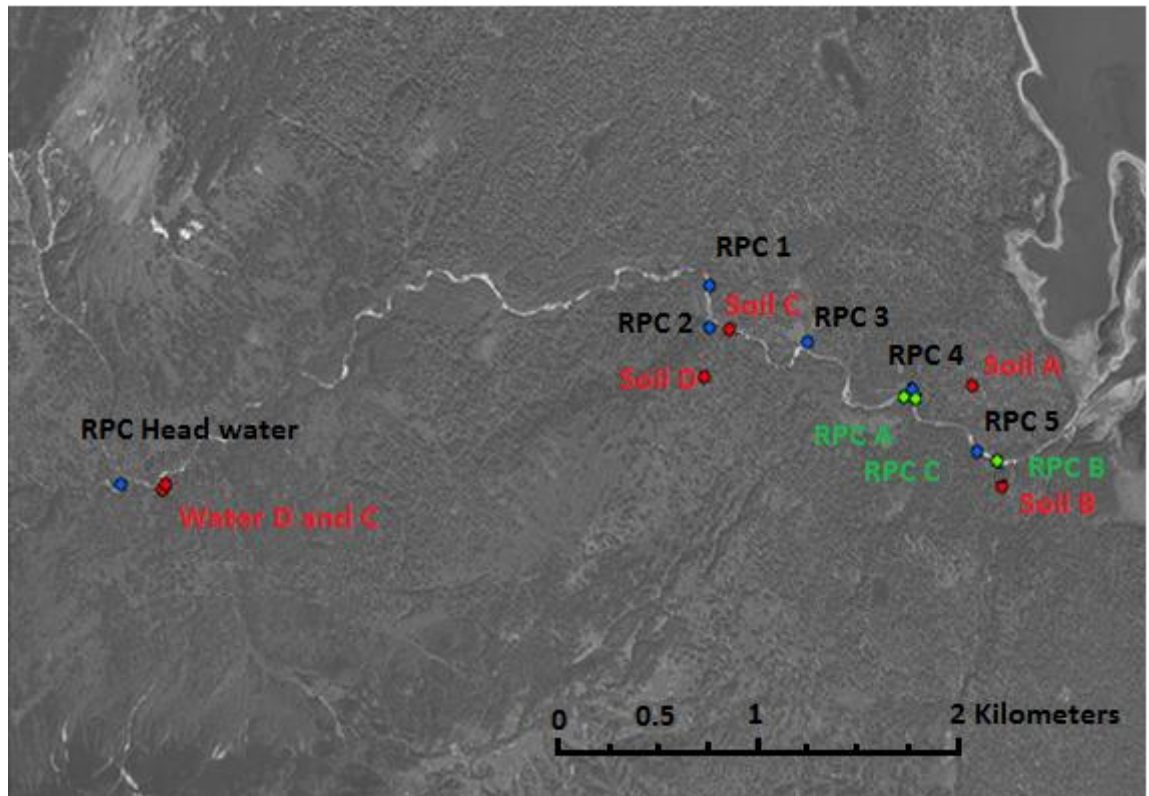 RPC 1
Soil C
RPC 2
RPC 3
RPC 4
Soil D
Soil A
RPC Head water
RPC A
RPC 5
RPC C
RPC B
Water D and C
Soil B
0 0.5 1 2 Kilometers